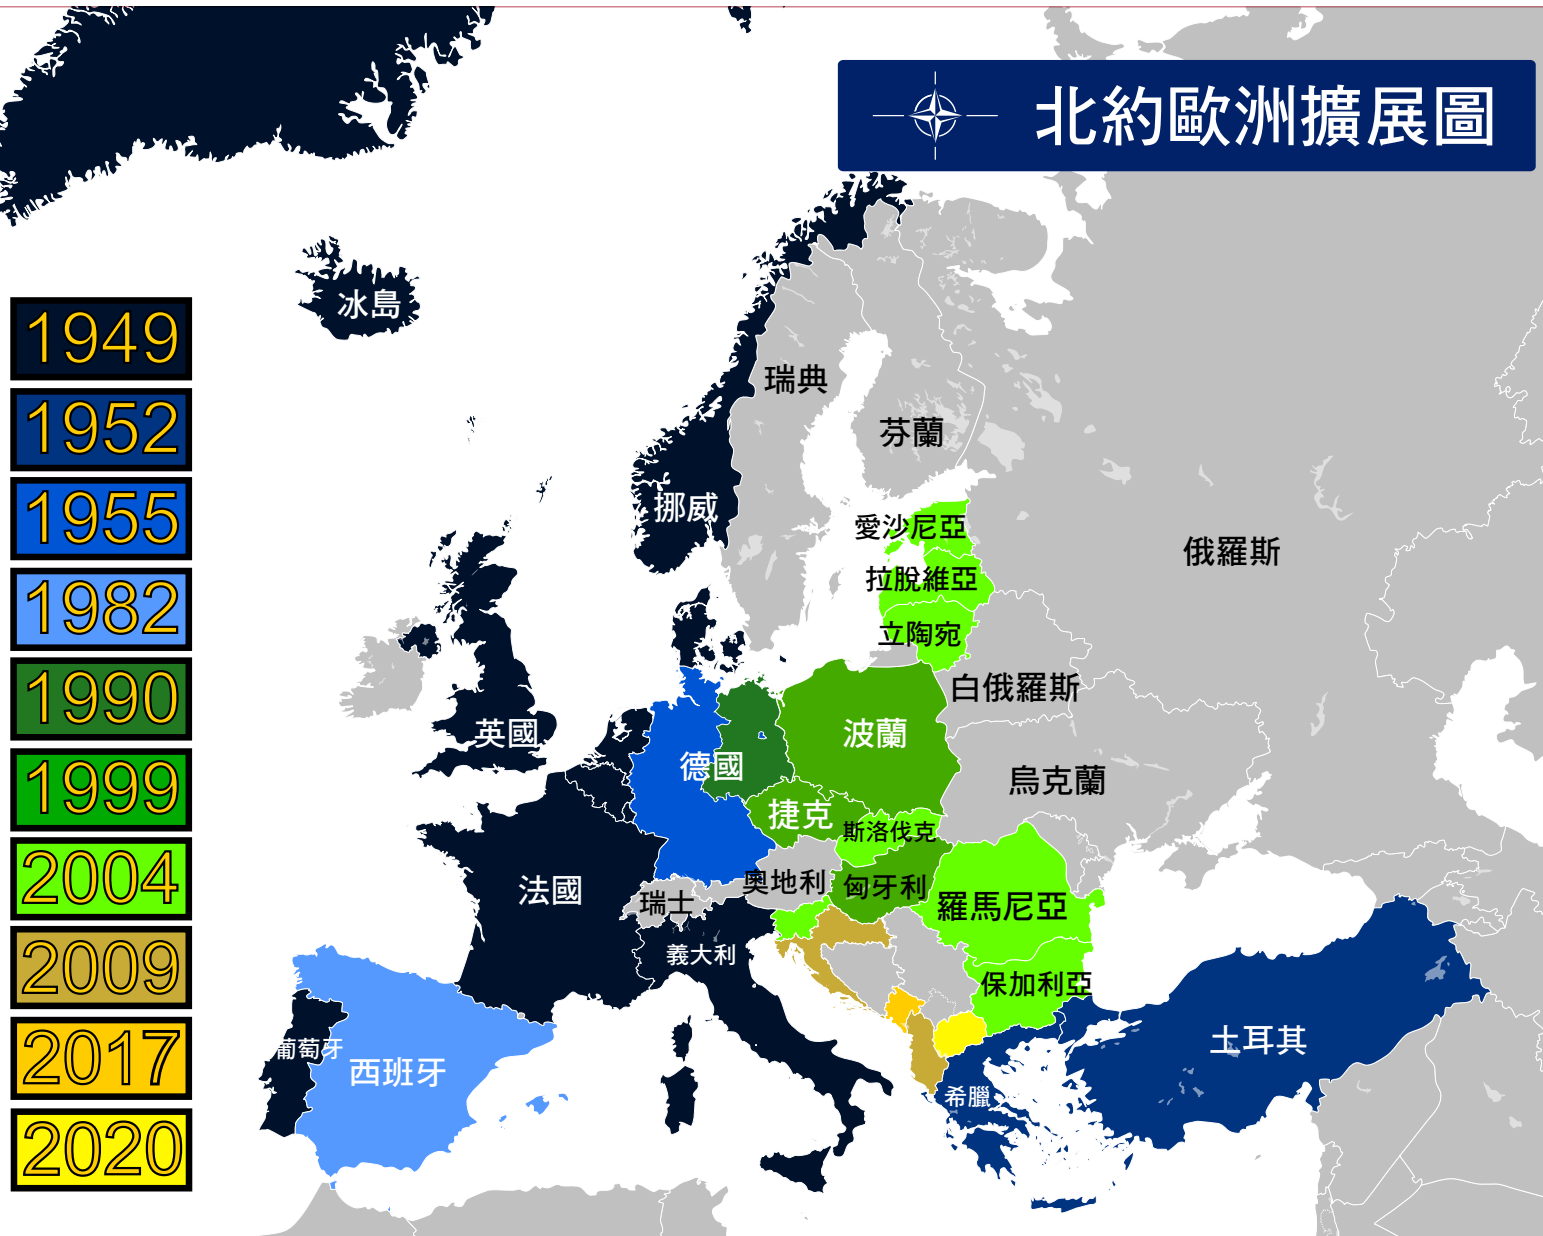 北約歐洲擴展圖
冰島
1949
1952
1955
1982
1990
1999
2004
2009
2017
2020
瑞典
芬蘭
挪威
愛沙尼亞
俄羅斯
拉脫維亞
立陶宛
白俄羅斯
英國
波蘭
德國
烏克蘭
捷克
斯洛伐克
奧地利
匈牙利
法國
瑞士
羅馬尼亞
義大利
保加利亞
土耳其
葡萄牙
西班牙
希臘